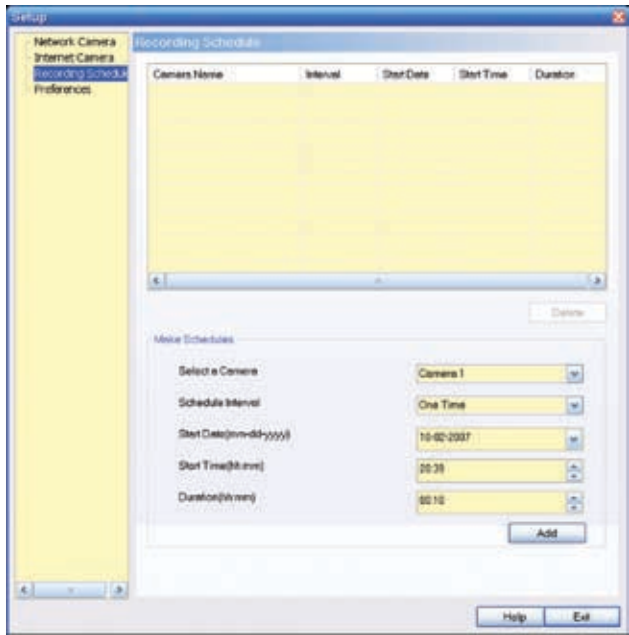 Setup
Network Camera
Internet Camera
Recording Schedul
Preferences
Recording Schedule
Camera Name Interval Start Date Start Time Duration
Delete
Make Schedules
Select a Camera Camera 1
Schedule Interval One Time
Start Date(mm-dd-yyyy) 10-02-2007
Start Time(hh:mm) 20:39
Duration(hh:mm) 00:10
Add
Help Exit